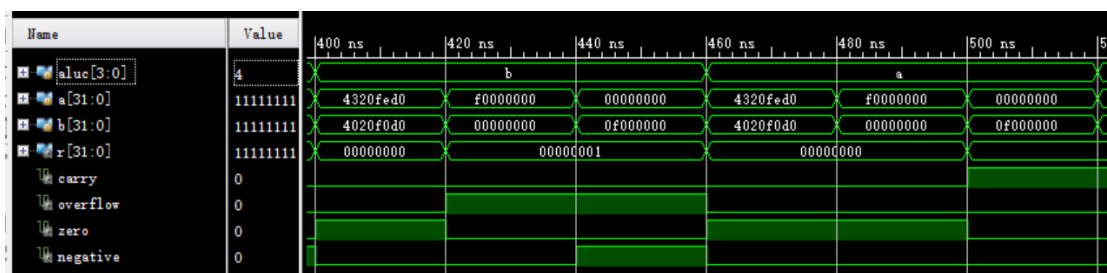 Name Value 400 ns 420 ns 440 ns 460 ns 480 ns 500 ns 5
aluc[3:0] 4 b a
a[31:0] 11111111 4320fed0 f0000000 00000000 4320fed0 f0000000 00000000
b[31:0] 11111111 4020f0d0 00000000 0f000000 4020f0d0 00000000 0f000000
r[31:0] 11111111 00000000 00000001 00000000
carry 0
overflow 0
zero 0
negative 0